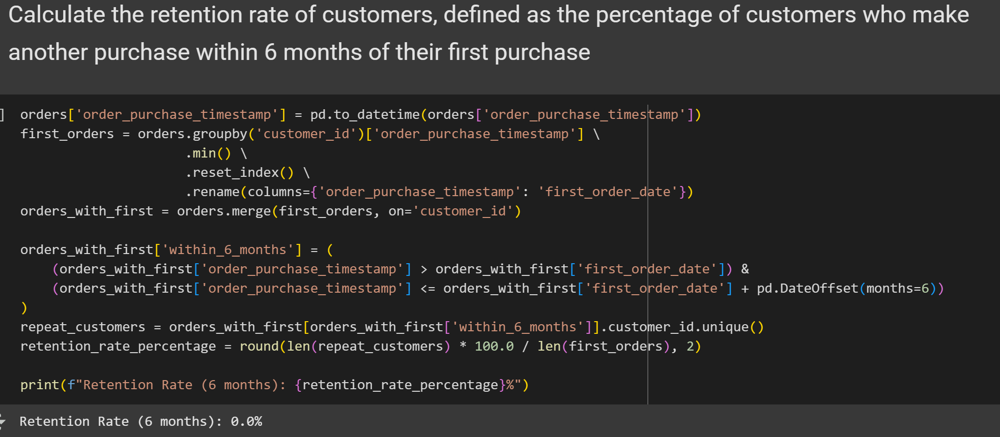 Calculate the retention rate of customers, defined as the percentage of customers who make
another purchase within 6 months of their first purchase
] orders['order_purchase_timestamp'] = pd.to_datetime(orders['order_purchase_timestamp'])
first_orders = orders.groupby('customer_id')['order_purchase_timestamp'] \
.min() \
.reset_index() \
.rename(columns={'order_purchase_timestamp': 'first_order_date'})
orders_with_first = orders.merge(first_orders, on='customer_id')
orders_with_first['within_6_months'] = (
(orders_with_first['order_purchase_timestamp'] > orders_with_first['first_order_date']) &
(orders_with_first['order_purchase_timestamp'] <= orders_with_first['first_order_date'] + pd.DateOffset(months=6))
)
repeat_customers = orders_with_first[orders_with_first['within_6_months']].customer_id.unique()
retention_rate_percentage = round(len(repeat_customers) * 100.0 / len(first_orders), 2)
print(f"Retention Rate (6 months): {retention_rate_percentage}%")
Retention Rate (6 months): 0.0%